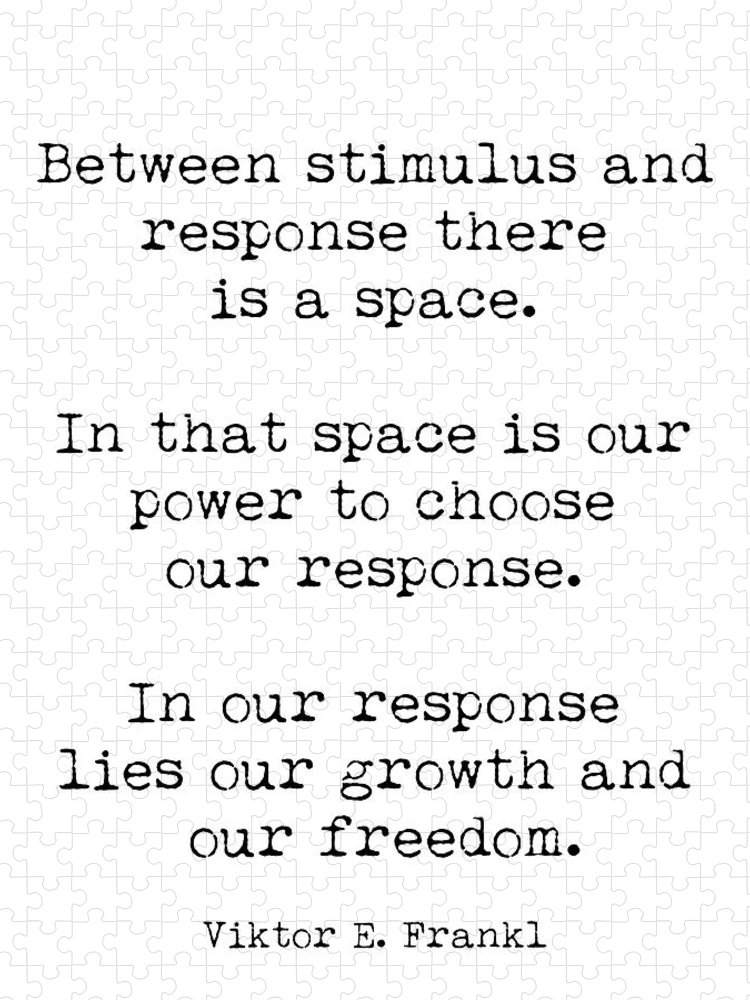 Between stimulus and
response there
is a space.
In that space is our
power to choose
our response.
In our response
lies our growth and
our freedom.
Viktor E. Frankl